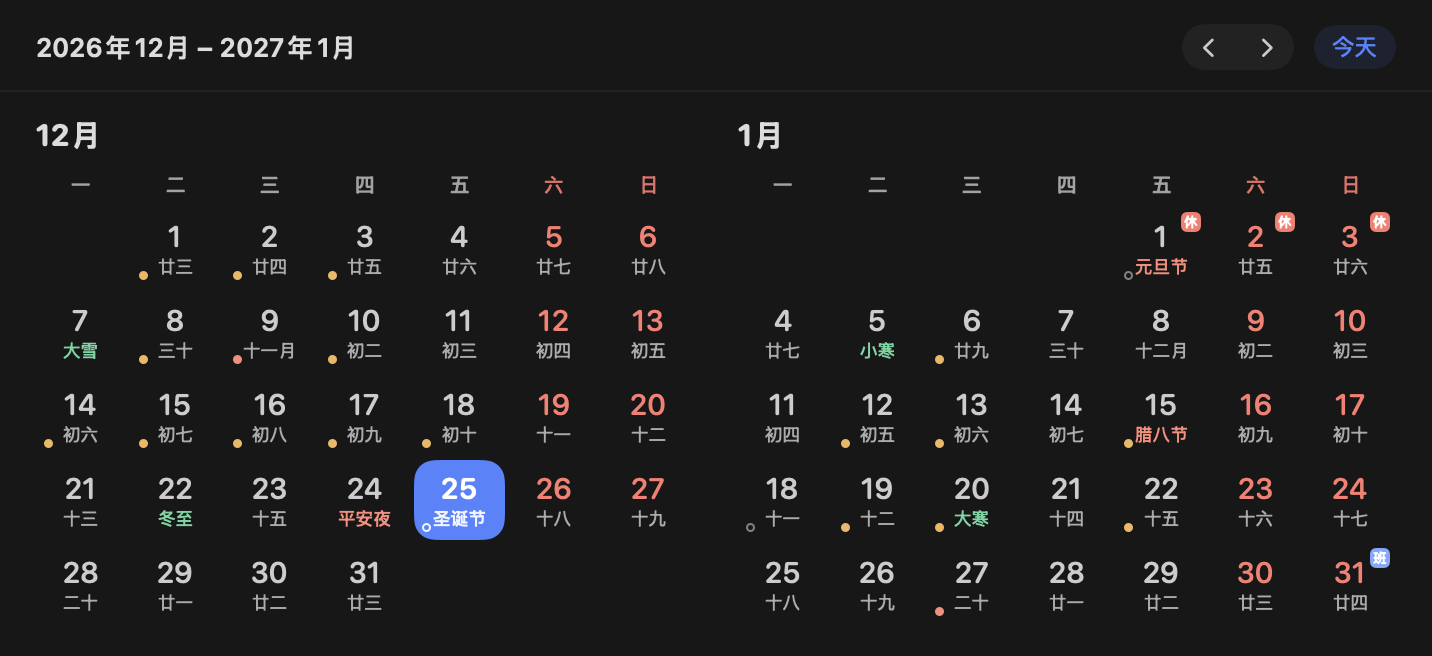 2026年12月 – 2027年1月
今天
12月
一 二 三 四 五 六 日
1 2 3 4 5 6
廿三 廿四 廿五 廿六 廿七 廿八
7 8 9 10 11 12 13
大雪 三十 十一月 初二 初三 初四 初五
14 15 16 17 18 19 20
初六 初七 初八 初九 初十 十一 十二
21 22 23 24 25 26 27
十三 冬至 十五 平安夜 圣诞节 十八 十九
28 29 30 31
二十 廿一 廿二 廿三
1月
一 二 三 四 五 六 日
1 休 2 休 3 休
元旦节 廿五 廿六
4 5 6 7 8 9 10
廿七 小寒 廿九 三十 十二月 初二 初三
11 12 13 14 15 16 17
初四 初五 初六 初七 腊八节 初九 初十
18 19 20 21 22 23 24
十一 十二 大寒 十四 十五 十六 十七
25 26 27 28 29 30 31 班
十八 十九 二十 廿一 廿二 廿三 廿四